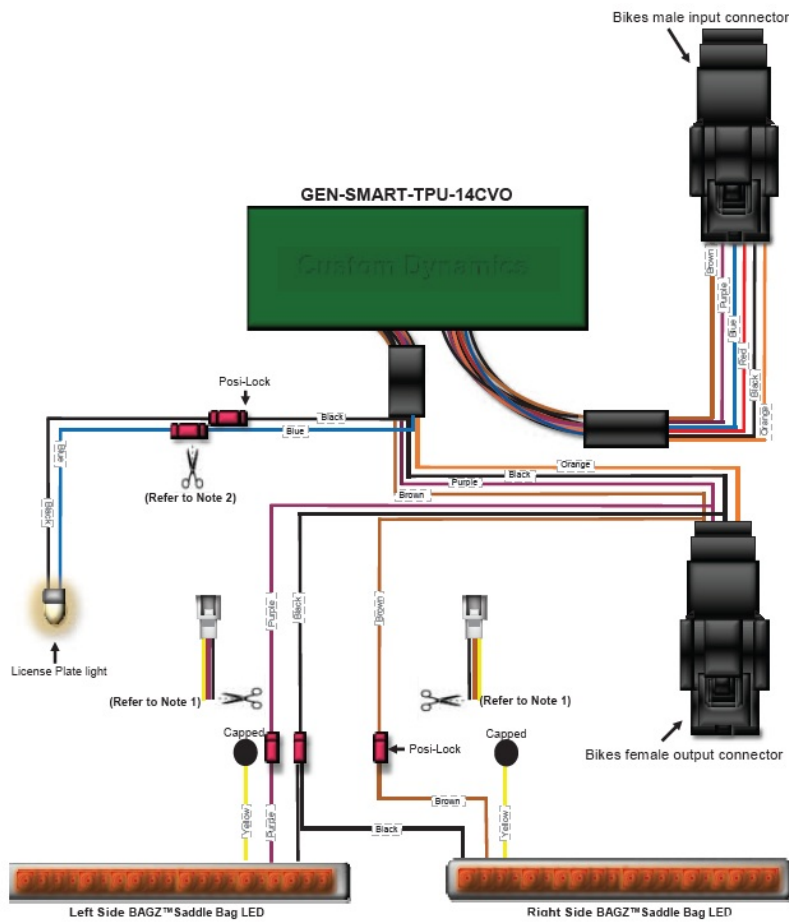 Bikes male input connector
GEN-SMART-TPU-14CVO
Custom Dynamics
Brown
Purple
Blue
Red
Black
Orange
Posi-Lock
Black
Blue
(Refer to Note 2)
Orange
Black
Purple
Brown
Blue
Black
License Plate light
Purple
Black
Brown
(Refer to Note 1)
(Refer to Note 1)
Capped
Posi-Lock
Capped
Bikes female output connector
Yellow
Purple
Black
Brown
Yellow
Left Side BAGZ™Saddle Bag LED
Right Side BAGZ™Saddle Bag LED